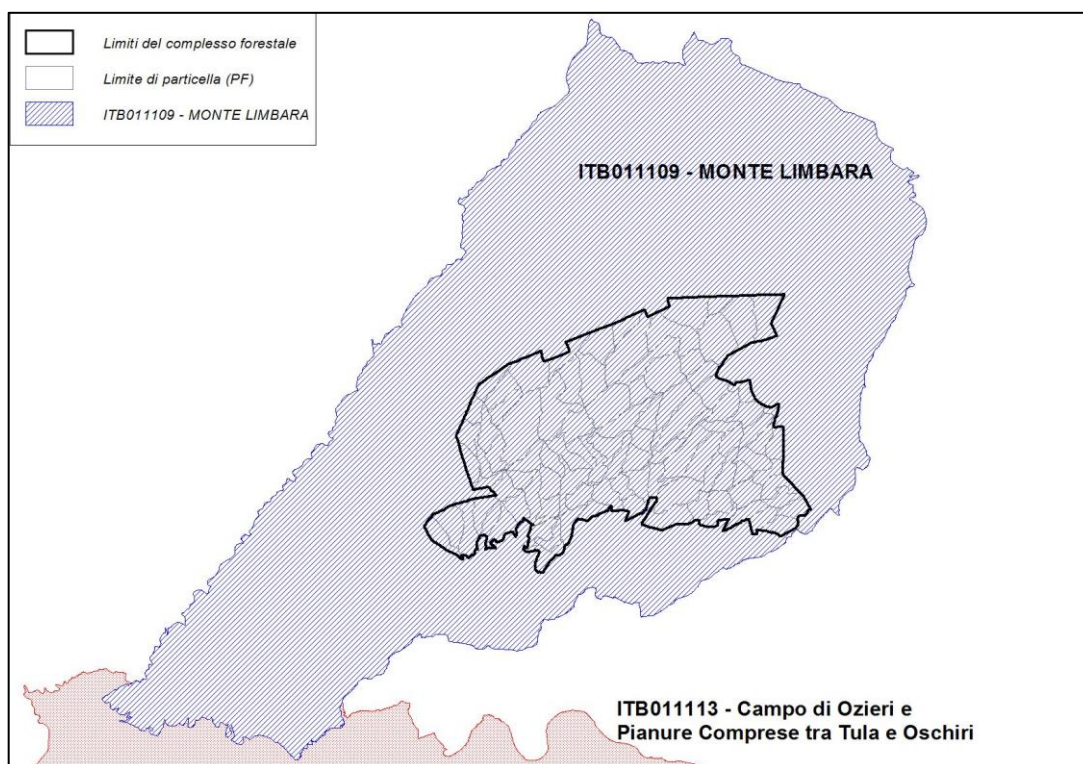 Limiti del complesso forestale
Limite di particella (PF)
ITB011109 - MONTE LIMBARA
ITB011109 - MONTE LIMBARA
ITB011113 - Campo di Ozieri e
Pianure Comprese tra Tula e Oschiri